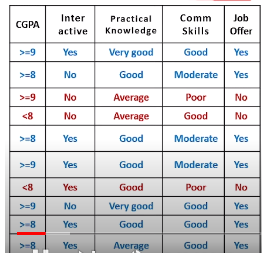 CGPA Inter active Practical Knowledge Comm Skills Job Offer
>=9 Yes Very good Good Yes
>=8 No Good Moderate Yes
>=9 No Average Poor No
<8 No Average Good No
>=8 Yes Good Moderate Yes
>=9 Yes Good Moderate Yes
<8 Yes Good Poor No
>=9 No Very good Good Yes
>=8 Yes Good Good Yes
>=8 Yes Average Good Yes